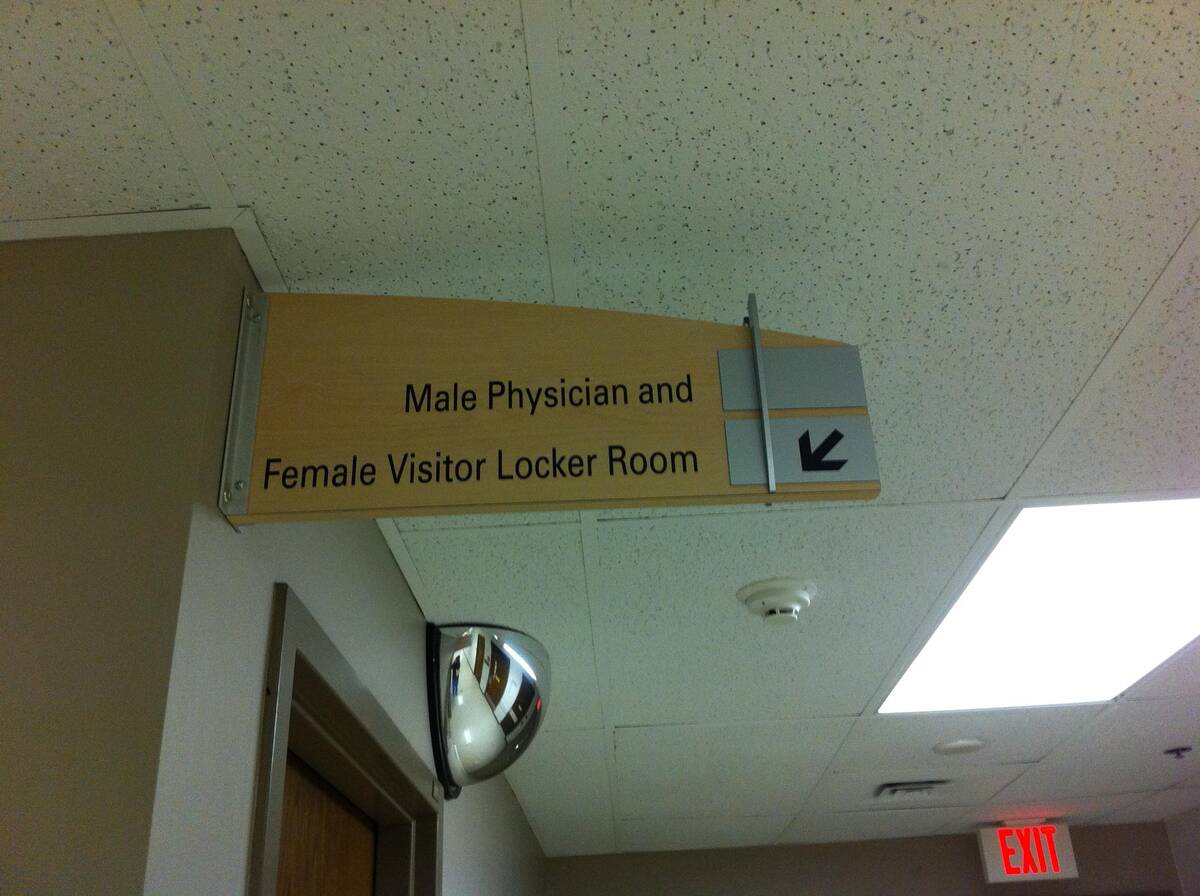 Male Physician and
Female Visitor Locker Room
EXIT